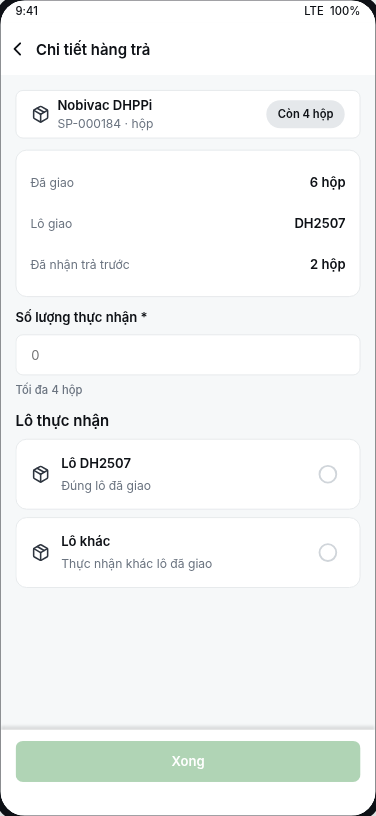 9:41 LTE 100%
Chi tiết hàng trả
Nobivac DHPPi
SP-000184 · hộp
Còn 4 hộp
Đã giao 6 hộp
Lô giao DH2507
Đã nhận trả trước 2 hộp
Số lượng thực nhận *
0
Tối đa 4 hộp
Lô thực nhận
Lô DH2507
Đúng lô đã giao
Lô khác
Thực nhận khác lô đã giao
Xong